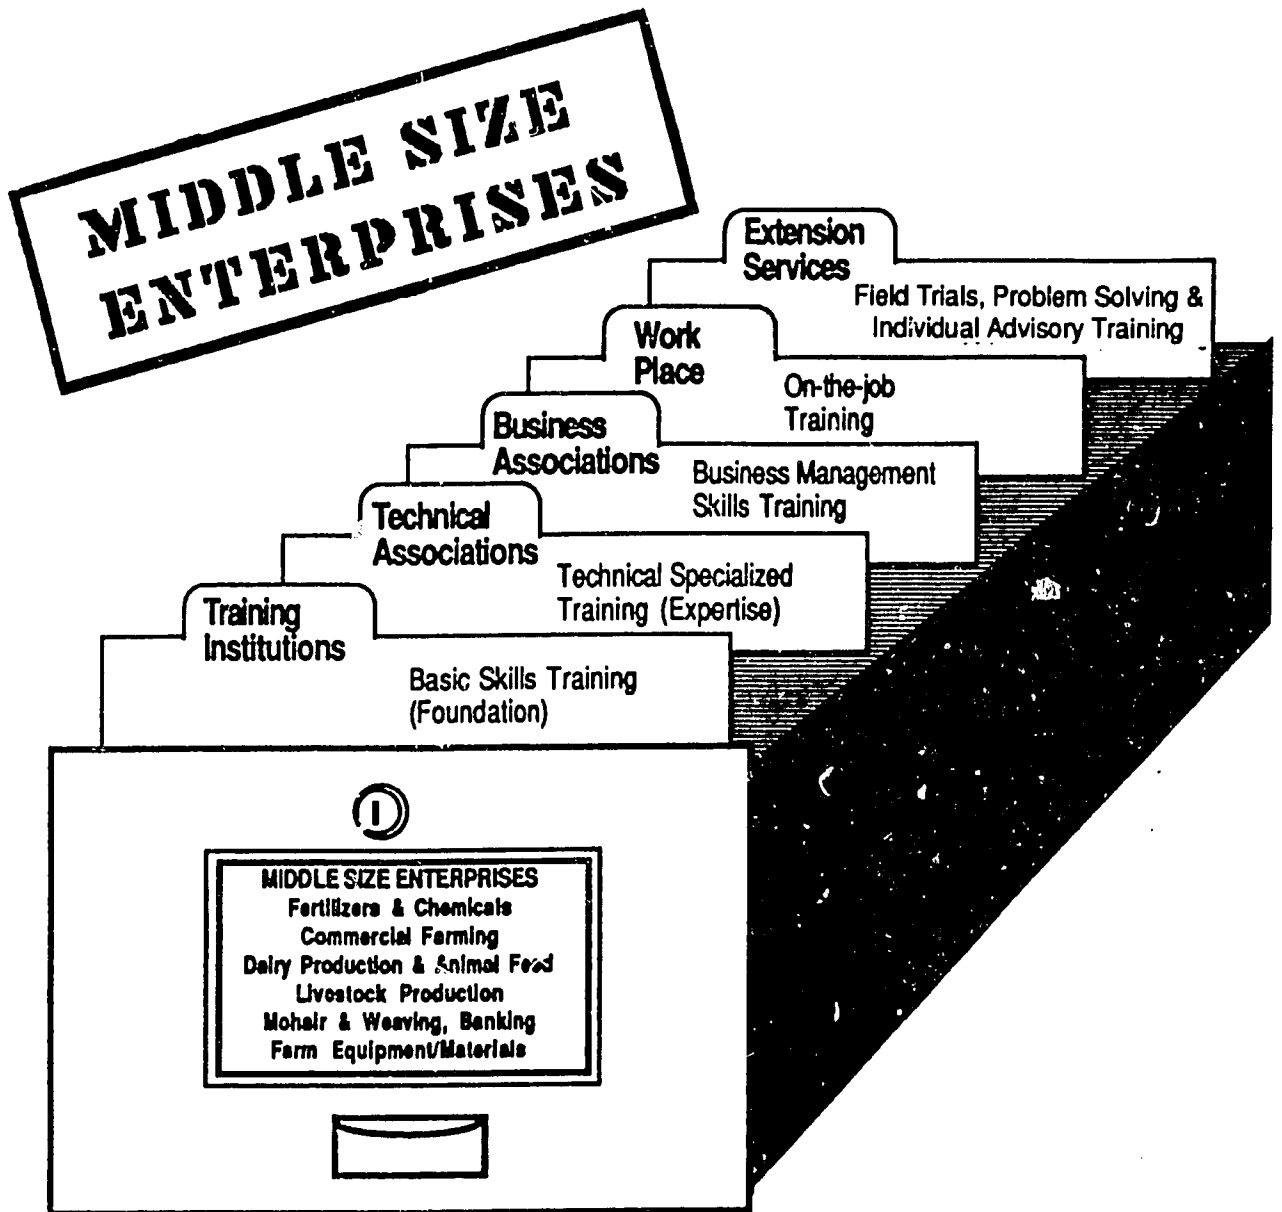 MIDDLE SIZE
ENTERPRISES
Extension
Services
Field Trials, Problem Solving &
Individual Advisory Training
Work
Place
On-the-job
Training
Business
Associations
Business Management
Skills Training
Technical
Associations
Technical Specialized
Training (Expertise)
Training
Institutions
Basic Skills Training
(Foundation)
MIDDLE SIZE ENTERPRISES
Fertilizers & Chemicals
Commercial Farming
Dairy Production & Animal Feed
Livestock Production
Mohair & Weaving, Banking
Farm Equipment/Materials